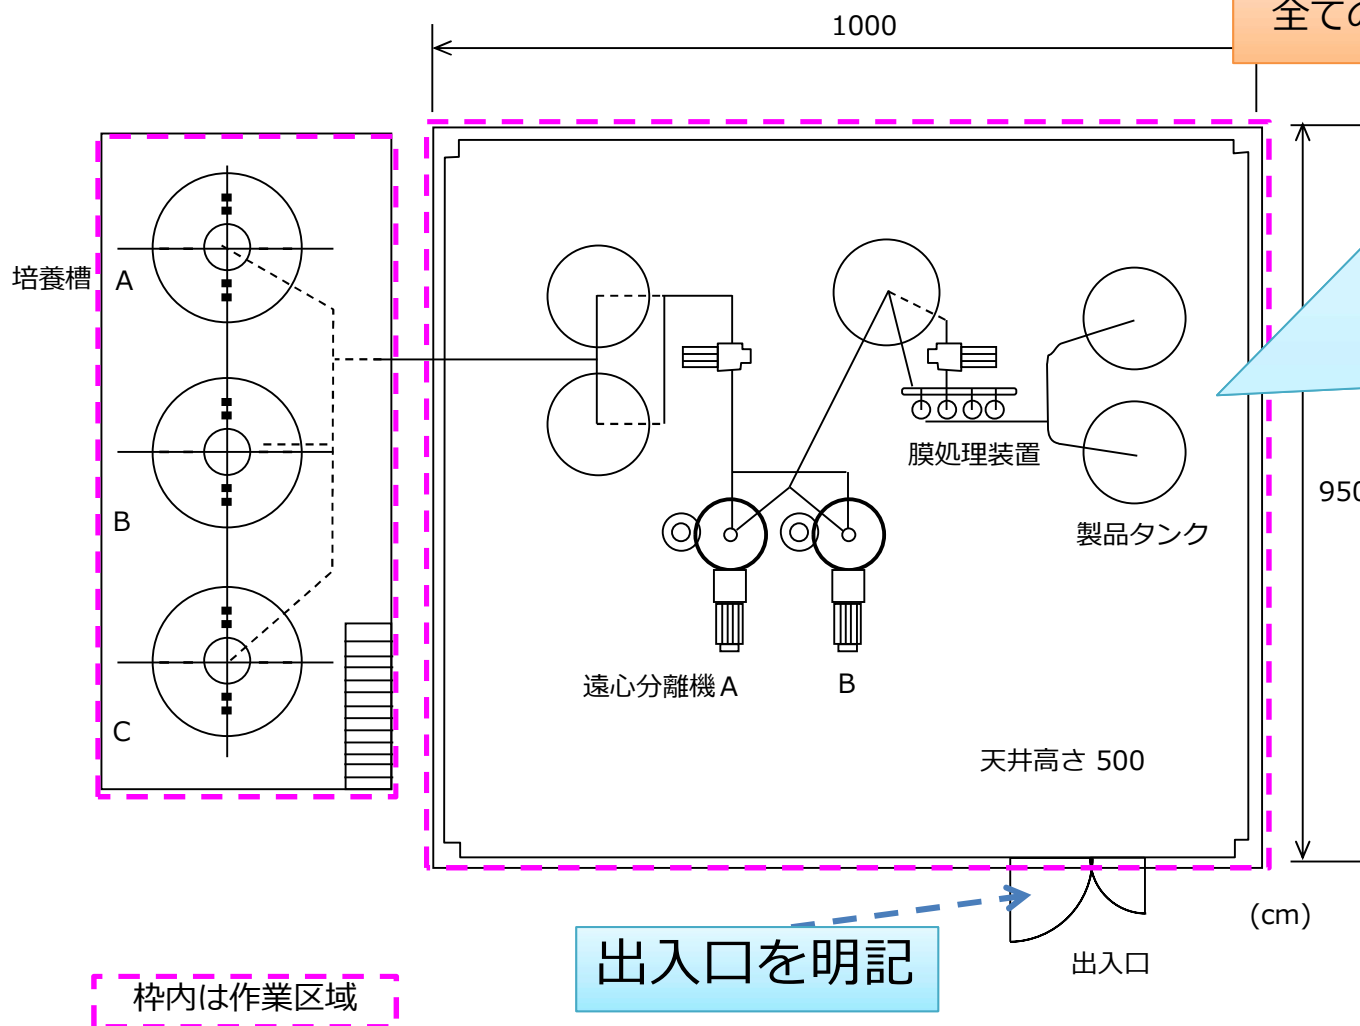 全ての
1000
培養槽
A
B
C
膜処理装置
製品タンク
950
遠心分離機 A
B
天井高さ 500
(cm)
出入口を明記
出入口
枠内は作業区域